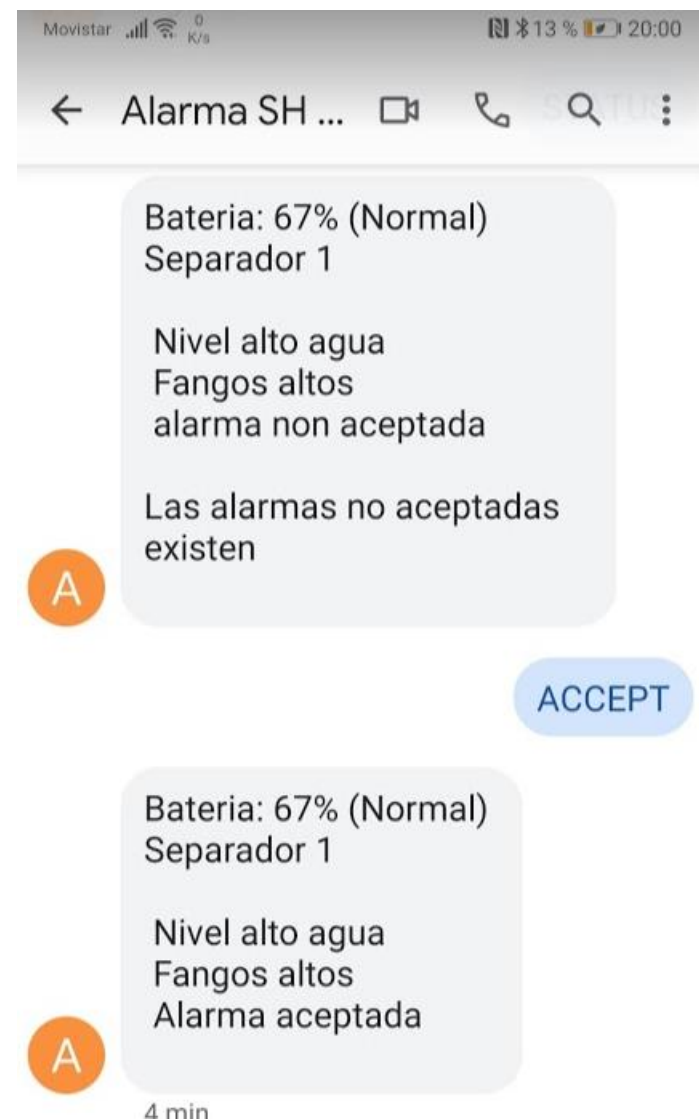 Movistar 0 K/s 13 % 20:00
Alarma SH ...
STATUS
Bateria: 67% (Normal)
Separador 1
Nivel alto agua
Fangos altos
alarma non aceptada
Las alarmas no aceptadas
existen
A
ACCEPT
Bateria: 67% (Normal)
Separador 1
Nivel alto agua
Fangos altos
Alarma aceptada
A
4 min